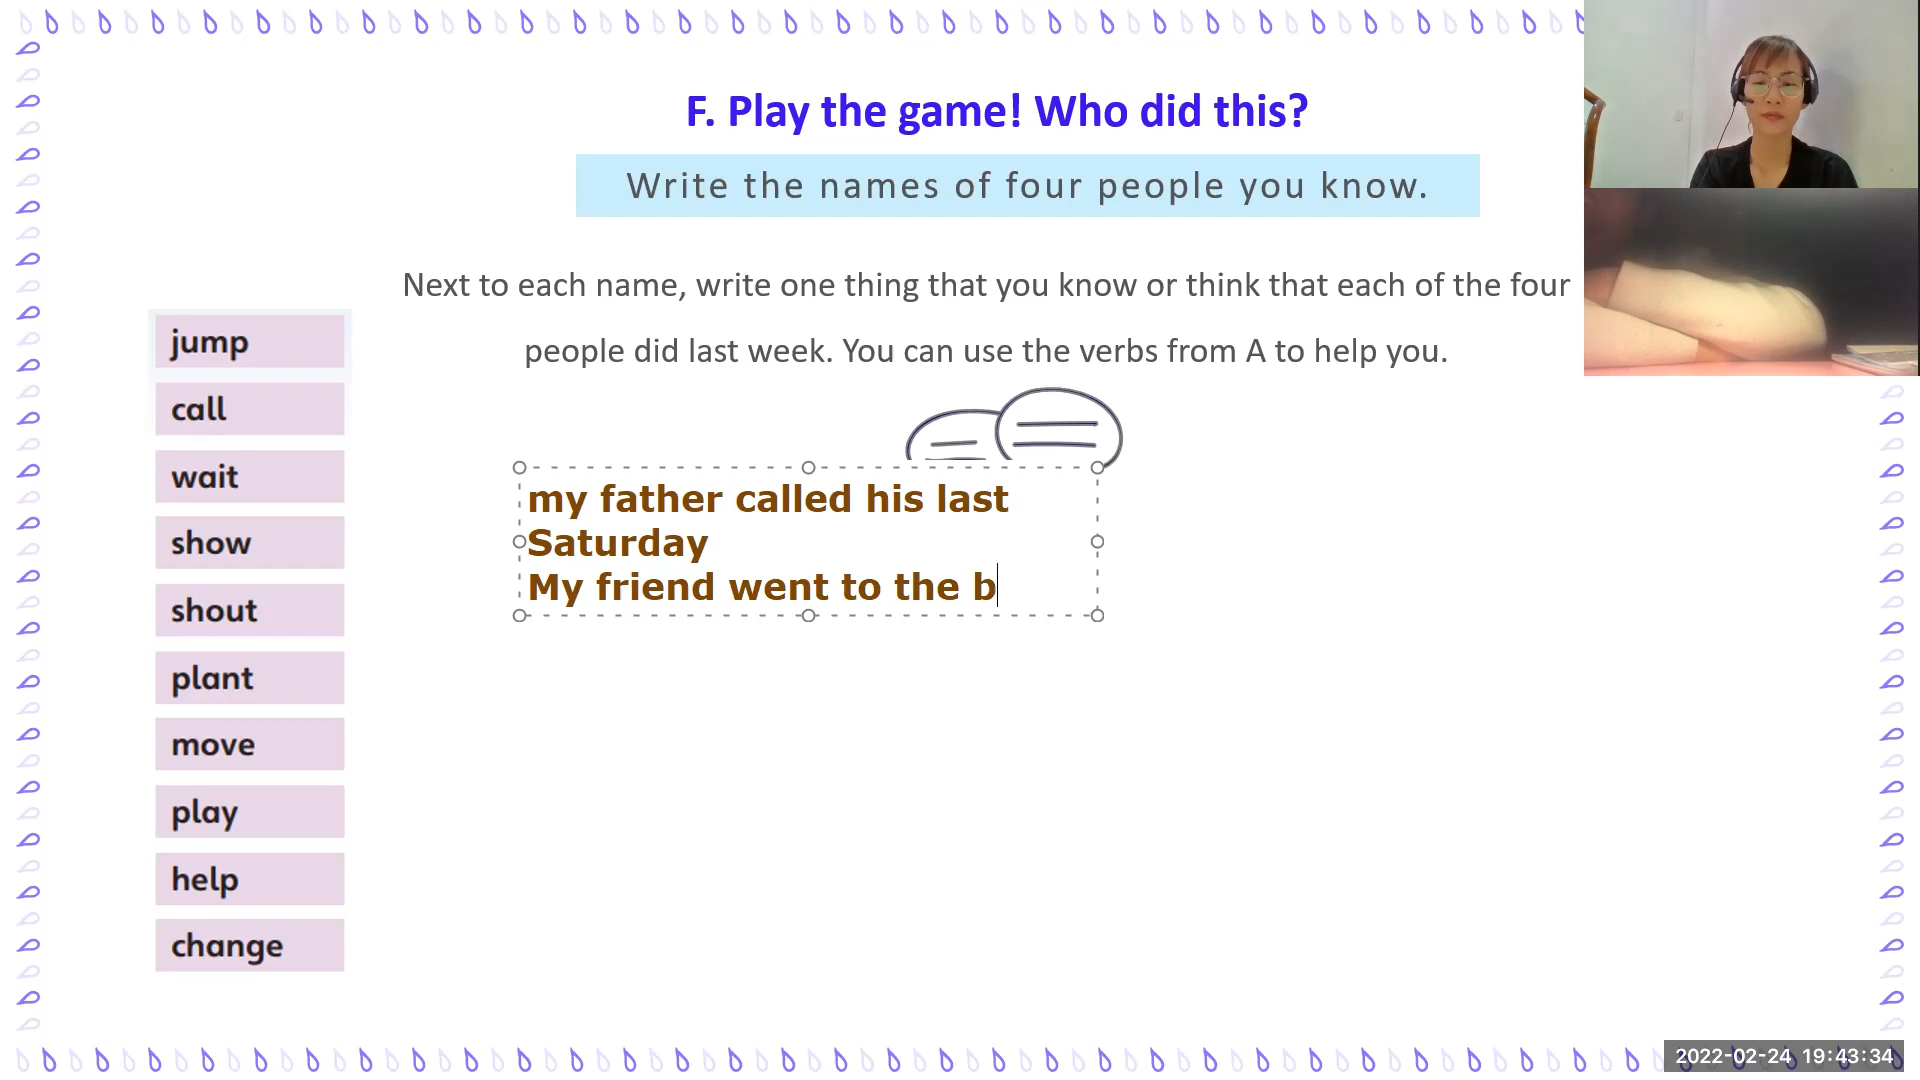 F. Play the game! Who did this?
Write the names of four people you know.
Next to each name, write one thing that you know or think that each of the four
people did last week. You can use the verbs from A to help you.
jump
call
wait
show
shout
plant
move
play
help
change
my father called his last
Saturday
My friend went to the b
2022-02-24 19:43:34